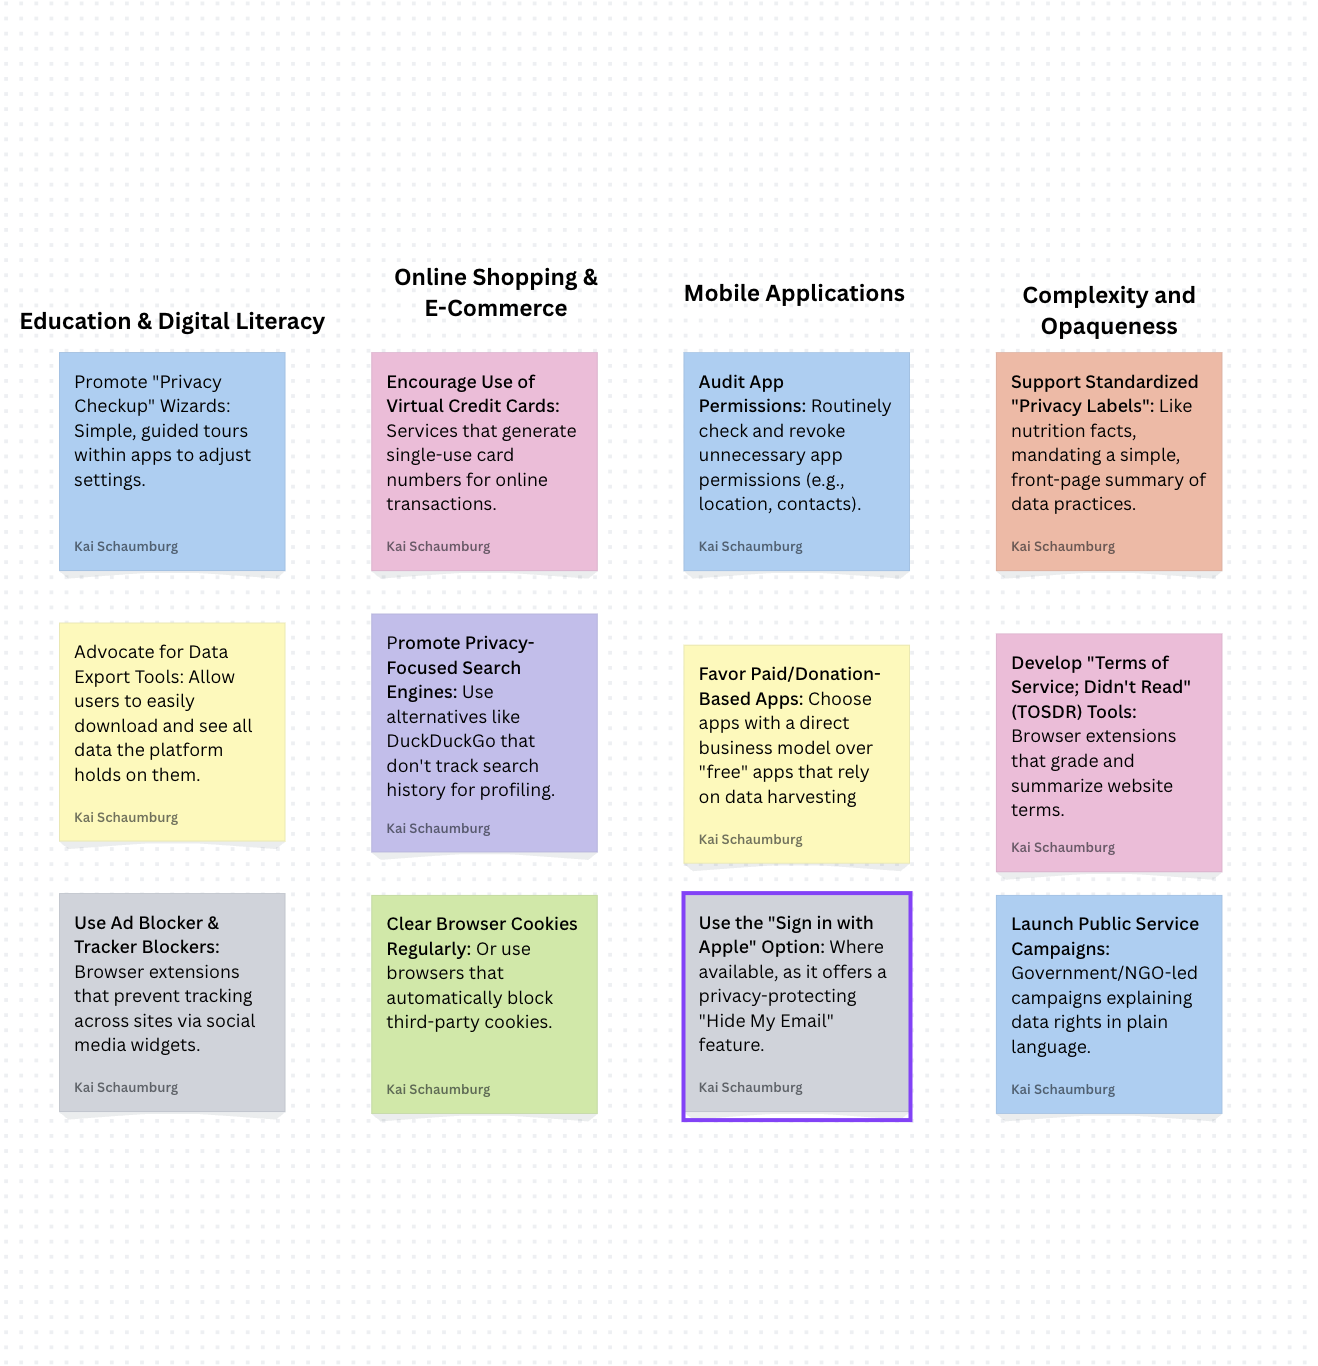 Education & Digital Literacy
Promote "Privacy
Checkup" Wizards:
Simple, guided tours
within apps to adjust
settings.
Kai Schaumburg
Advocate for Data
Export Tools: Allow
users to easily
download and see all
data the platform
holds on them.
Kai Schaumburg
Use Ad Blocker &
Tracker Blockers:
Browser extensions
that prevent tracking
across sites via social
media widgets.
Kai Schaumburg
Online Shopping &
E-Commerce
Encourage Use of
Virtual Credit Cards:
Services that generate
single-use card
numbers for online
transactions.
Kai Schaumburg
Promote Privacy-
Focused Search
Engines: Use
alternatives like
DuckDuckGo that
don't track search
history for profiling.
Kai Schaumburg
Clear Browser Cookies
Regularly: Or use
browsers that
automatically block
third-party cookies.
Kai Schaumburg
Mobile Applications
Audit App
Permissions: Routinely
check and revoke
unnecessary app
permissions (e.g.,
location, contacts).
Kai Schaumburg
Favor Paid/Donation-
Based Apps: Choose
apps with a direct
business model over
"free" apps that rely
on data harvesting
Kai Schaumburg
Use the "Sign in with
Apple" Option: Where
available, as it offers a
privacy-protecting
"Hide My Email"
feature.
Kai Schaumburg
Complexity and
Opaqueness
Support Standardized
"Privacy Labels": Like
nutrition facts,
mandating a simple,
front-page summary of
data practices.
Kai Schaumburg
Develop "Terms of
Service; Didn't Read"
(TOSDR) Tools:
Browser extensions
that grade and
summarize website
terms.
Kai Schaumburg
Launch Public Service
Campaigns:
Government/NGO-led
campaigns explaining
data rights in plain
language.
Kai Schaumburg